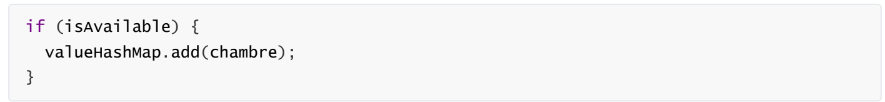 if (isAvailable) {
  valueHashMap.add(chambre);
}